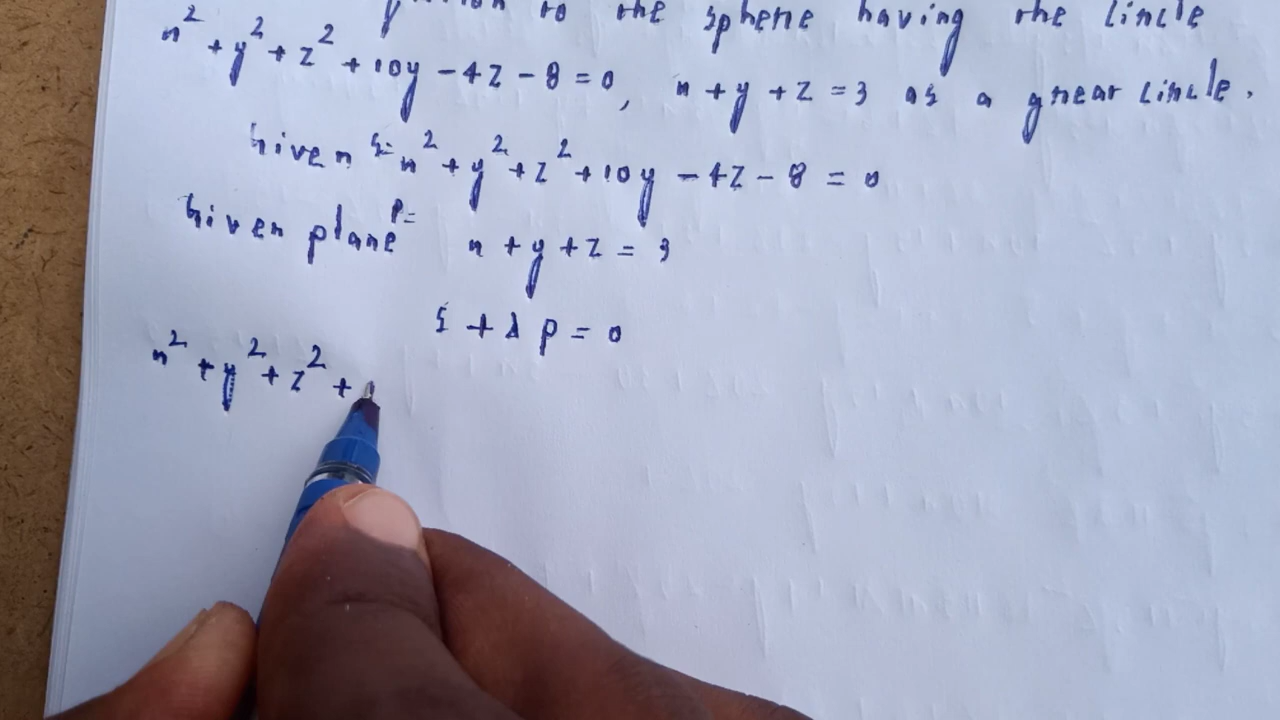 to the sphere having the circle
x² + y² + z² + 10y - 4z - 8 = 0, x + y + z = 3 as a great circle.
Given S= x² + y² + z² + 10y - 4z - 8 = 0
Given plane P= x + y + z = 3
S + λ P = 0
x² + y² + z² +